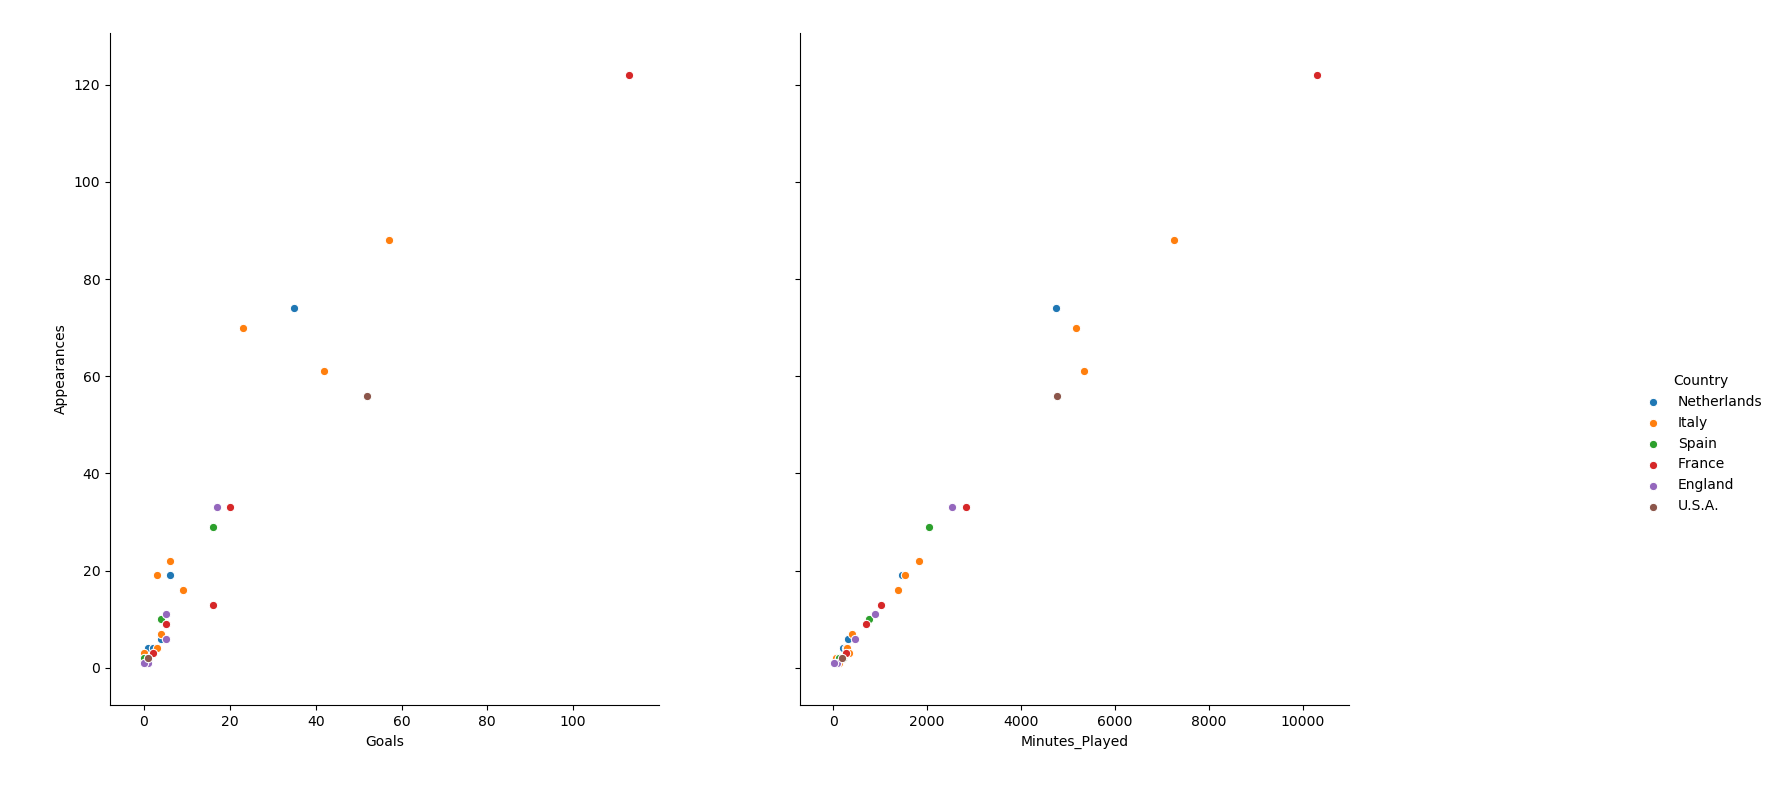 120
100
80
60
40
20
0
Appearances
0 20 40 60 80 100
Goals
0 2000 4000 6000 8000 10000
Minutes_Played
Country
Netherlands
Italy
Spain
France
England
U.S.A.